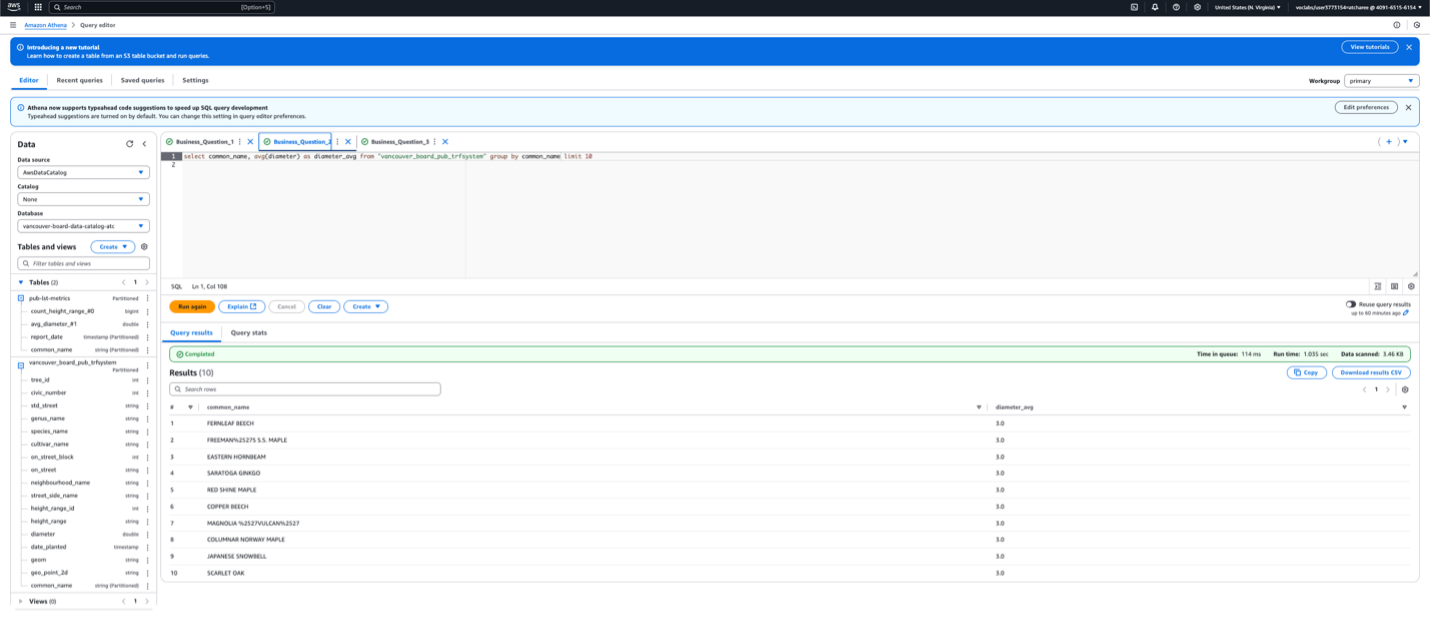 aws Search [Option+S] United States (N. Virginia) voclabs/user3773154=atcharee @ 4091-6515-6154
Amazon Athena > Query editor
Introducing a new tutorial
Learn how to create a table from an S3 table bucket and run queries.
View tutorials
Editor Recent queries Saved queries Settings
Workgroup primary
Athena now supports typeahead code suggestions to speed up SQL query development
Typeahead suggestions are turned on by default. You can change this setting in query editor preferences.
Edit preferences
Data
Data source
AwsDataCatalog
Catalog
None
Database
vancouver-board-data-catalog-atc
Tables and views Create
Filter tables and views
Tables (2) < 1 >
pub-lst-metrics Partitioned
count_height_range_#0 bigint
avg_diameter_#1 double
report_date timestamp (Partitioned)
common_name string (Partitioned)
vancouver_board_pub_trfsystem
Partitioned
tree_id int
civic_number int
std_street string
genus_name string
species_name string
cultivar_name string
on_street_block int
on_street string
neighbourhood_name string
street_side_name string
height_range_id int
height_range string
diameter double
date_planted timestamp
geom string
geo_point_2d string
common_name string (Partitioned)
Views (0) < 1 >
Business_Question_1 Business_Question_2 Business_Question_3
1 select common_name, avg(diameter) as diameter_avg from "vancouver_board_pub_trfsystem" group by common_name limit 10
2
SQL Ln 1, Col 108
Run again Explain Cancel Clear Create
Reuse query results
up to 60 minutes ago
Query results Query stats
Completed
Time in queue: 114 ms Run time: 1.035 sec Data scanned: 3.46 KB
Results (10)
Copy Download results CSV
Search rows
< 1 >
# common_name diameter_avg
1 FERNLEAF BEECH 3.0
2 FREEMAN%25275 S.S. MAPLE 3.0
3 EASTERN HORNBEAM 3.0
4 SARATOGA GINKGO 3.0
5 RED SHINE MAPLE 3.0
6 COPPER BEECH 3.0
7 MAGNOLIA %2527VULCAN%2527 3.0
8 COLUMNAR NORWAY MAPLE 3.0
9 JAPANESE SNOWBELL 3.0
10 SCARLET OAK 3.0